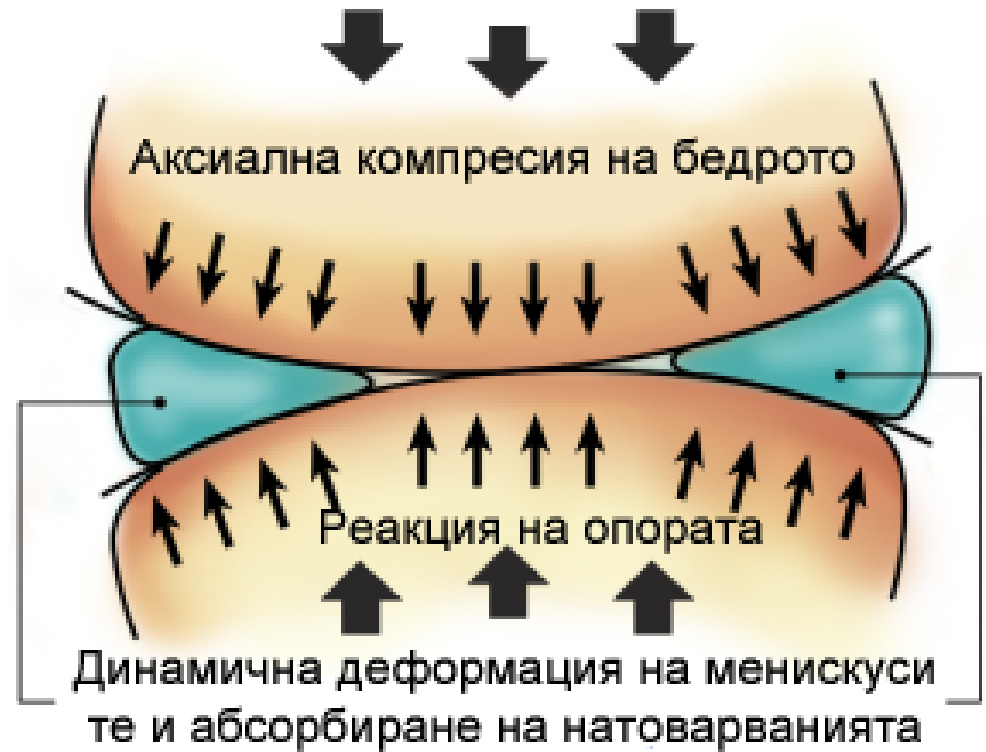 Аксиална компресия на бедрото
Реакция на опората
Динамична деформация на менискуси
те и абсорбиране на натоварванията